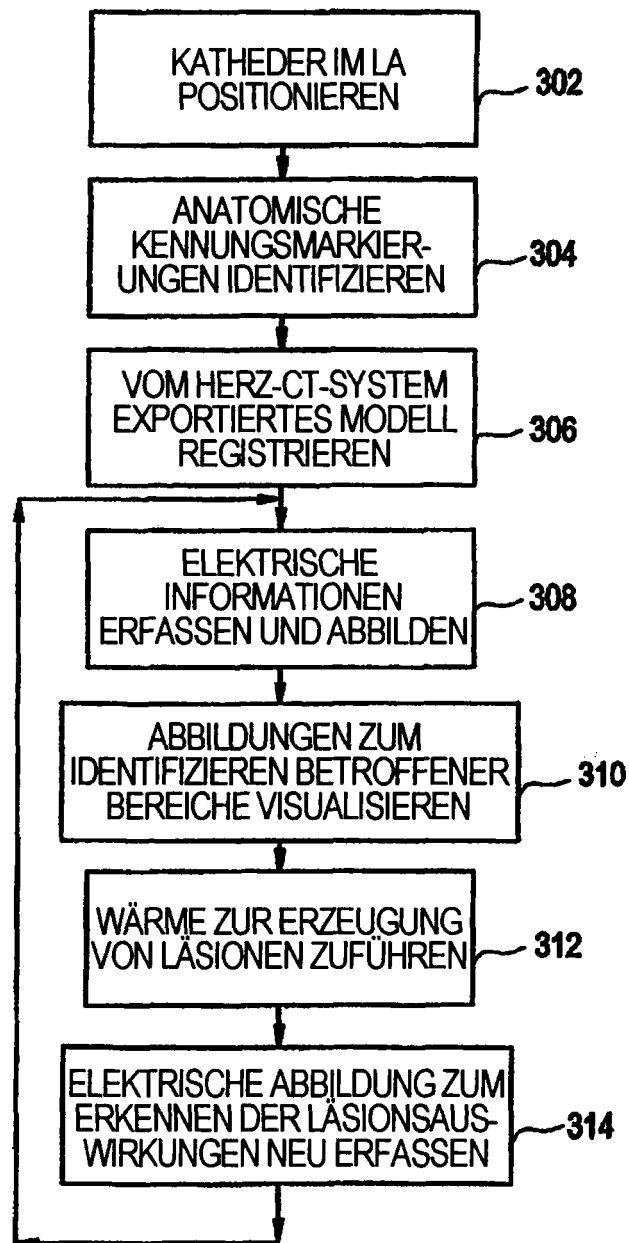 KATHEDER IM LA
POSITIONIEREN
302
ANATOMISCHE
KENNUNGSMARKIER-
UNGEN IDENTIFIZIEREN
304
VOM HERZ-CT-SYSTEM
EXPORTIERTES MODELL
REGISTRIEREN
306
ELEKTRISCHE
INFORMATIONEN
ERFASSEN UND ABBILDEN
308
ABBILDUNGEN ZUM
IDENTIFIZIEREN BETROFFENER
BEREICHE VISUALISIEREN
310
WÄRME ZUR ERZEUGUNG
VON LÄSIONEN ZUFÜHREN
312
ELEKTRISCHE ABBILDUNG ZUM
ERKENNEN DER LÄSIONSAUS-
WIRKUNGEN NEU ERFASSEN
314